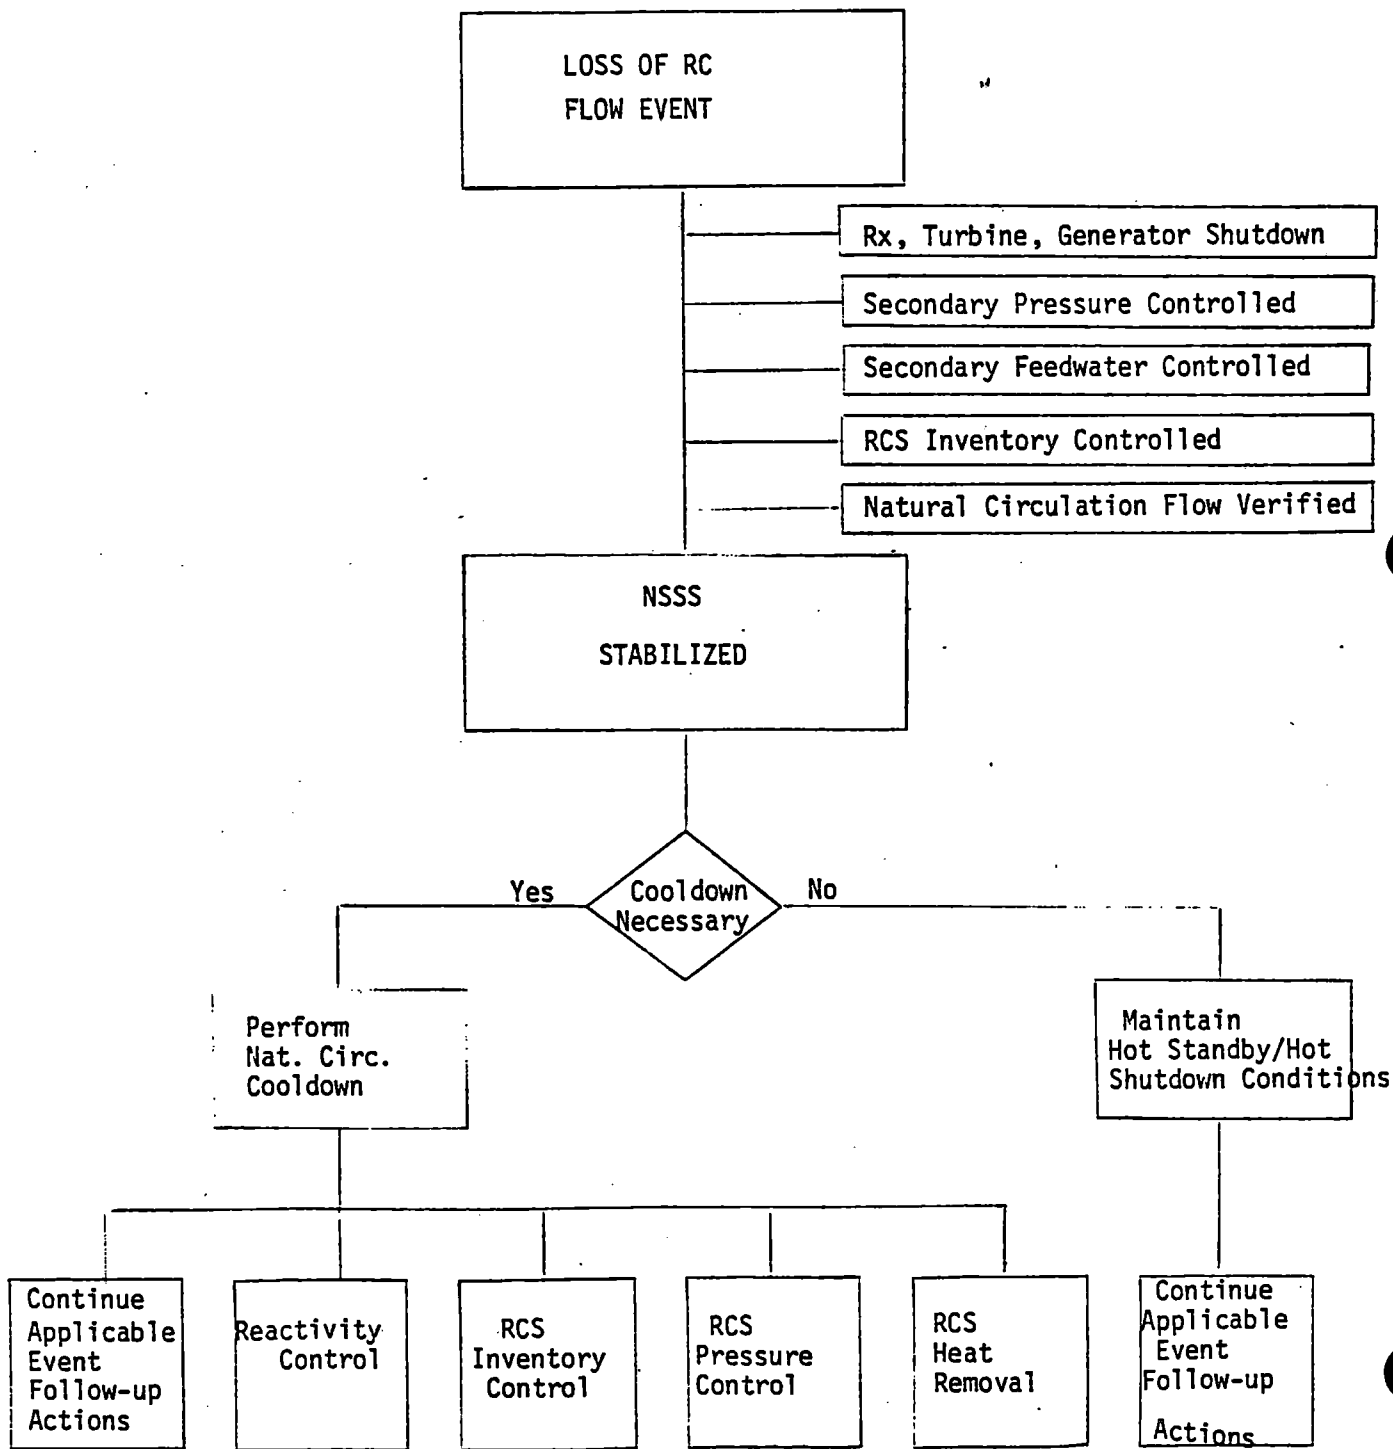 LOSS OF RC
FLOW EVENT
Rx, Turbine, Generator Shutdown
Secondary Pressure Controlled
Secondary Feedwater Controlled
RCS Inventory Controlled
Natural Circulation Flow Verified
NSSS
STABILIZED
Yes
Cooldown
Necessary
No
Perform
Nat. Circ.
Cooldown
Maintain
Hot Standby/Hot
Shutdown Conditions
Continue
Applicable
Event
Follow-up
Actions
Reactivity
Control
RCS
Inventory
Control
RCS
Pressure
Control
RCS
Heat
Removal
Continue
Applicable
Event
Follow-up
Actions